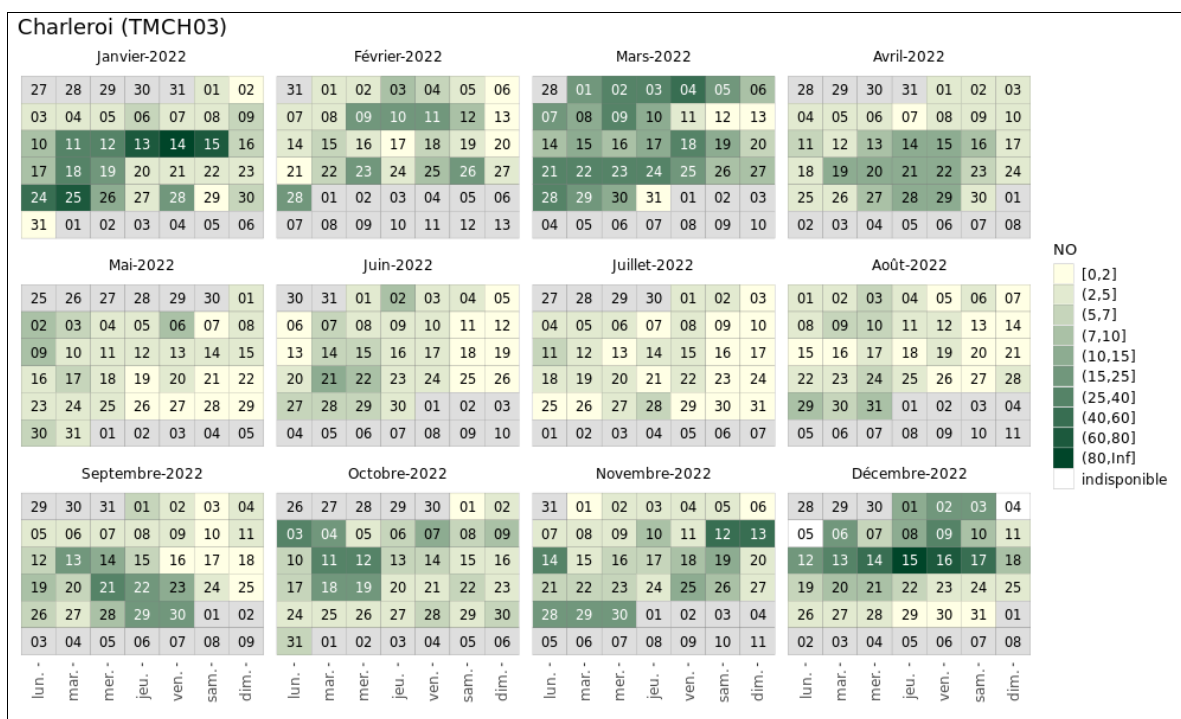 Charleroi (TMCH03)
Janvier-2022 Février-2022 Mars-2022 Avril-2022
27 28 29 30 31 01 02 31 01 02 03 04 05 06 28 01 02 03 04 05 06 28 29 30 31 01 02 03
03 04 05 06 07 08 09 07 08 09 10 11 12 13 07 08 09 10 11 12 13 04 05 06 07 08 09 10
10 11 12 13 14 15 16 14 15 16 17 18 19 20 14 15 16 17 18 19 20 11 12 13 14 15 16 17
17 18 19 20 21 22 23 21 22 23 24 25 26 27 21 22 23 24 25 26 27 18 19 20 21 22 23 24
24 25 26 27 28 29 30 28 01 02 03 04 05 06 28 29 30 31 01 02 03 25 26 27 28 29 30 01
31 01 02 03 04 05 06 07 08 09 10 11 12 13 04 05 06 07 08 09 10 02 03 04 05 06 07 08
Mai-2022 Juin-2022 Juillet-2022 Août-2022
25 26 27 28 29 30 01 30 31 01 02 03 04 05 27 28 29 30 01 02 03 01 02 03 04 05 06 07
02 03 04 05 06 07 08 06 07 08 09 10 11 12 04 05 06 07 08 09 10 08 09 10 11 12 13 14
09 10 11 12 13 14 15 13 14 15 16 17 18 19 11 12 13 14 15 16 17 15 16 17 18 19 20 21
16 17 18 19 20 21 22 20 21 22 23 24 25 26 18 19 20 21 22 23 24 22 23 24 25 26 27 28
23 24 25 26 27 28 29 27 28 29 30 01 02 03 25 26 27 28 29 30 31 29 30 31 01 02 03 04
30 31 01 02 03 04 05 04 05 06 07 08 09 10 01 02 03 04 05 06 07 05 06 07 08 09 10 11
Septembre-2022 Octobre-2022 Novembre-2022 Décembre-2022
29 30 31 01 02 03 04 26 27 28 29 30 01 02 31 01 02 03 04 05 06 28 29 30 01 02 03 04
05 06 07 08 09 10 11 03 04 05 06 07 08 09 07 08 09 10 11 12 13 05 06 07 08 09 10 11
12 13 14 15 16 17 18 10 11 12 13 14 15 16 14 15 16 17 18 19 20 12 13 14 15 16 17 18
19 20 21 22 23 24 25 17 18 19 20 21 22 23 21 22 23 24 25 26 27 19 20 21 22 23 24 25
26 27 28 29 30 01 02 24 25 26 27 28 29 30 28 29 30 01 02 03 04 26 27 28 29 30 31 01
03 04 05 06 07 08 09 31 01 02 03 04 05 06 05 06 07 08 09 10 11 02 03 04 05 06 07 08
lun. - mar. - mer. - jeu. - ven. - sam. - dim. - lun. - mar. - mer. - jeu. - ven. - sam. - dim. - lun. - mar. - mer. - jeu. - ven. - sam. - dim. - lun. - mar. - mer. - jeu. - ven. - sam. - dim. -
NO
[0,2]
(2,5]
(5,7]
(7,10]
(10,15]
(15,25]
(25,40]
(40,60]
(60,80]
(80,Inf]
indisponible